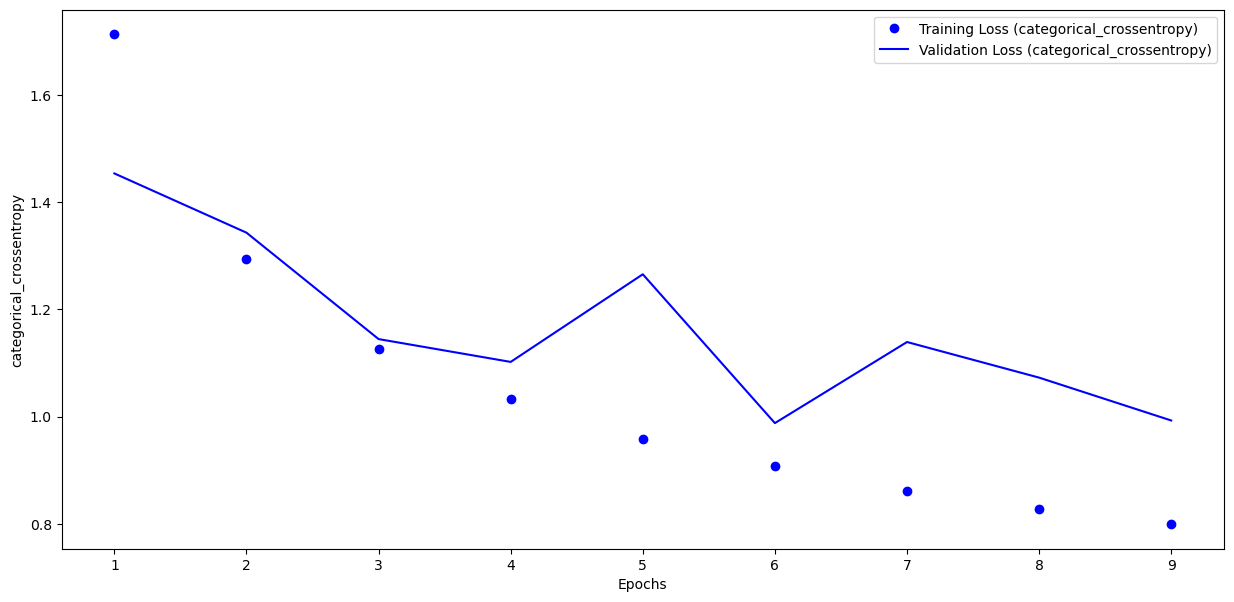 Training Loss (categorical_crossentropy)
Validation Loss (categorical_crossentropy)
categorical_crossentropy
1.6
1.4
1.2
1.0
0.8
1 2 3 4 5 6 7 8 9
Epochs